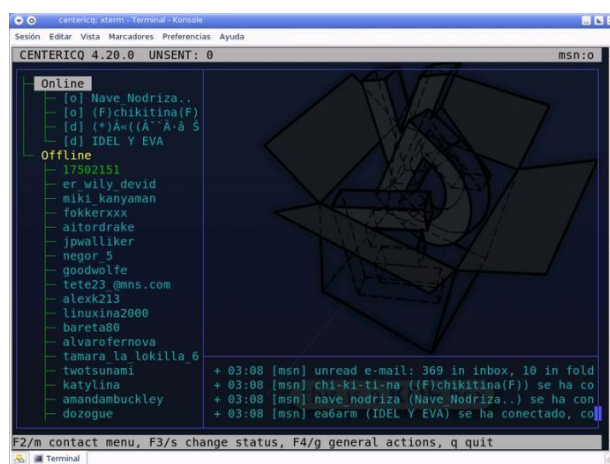 centericq: xterm - Terminal - Konsole
Sesión Editar Vista Marcadores Preferencias Ayuda
CENTERICQ 4.20.0 UNSENT: 0 msn:o
Online
[o] Nave_Nodriza..
[o] (F)chikitina(F)
[d] (*)Â«((Â¯`Â·â Š
[d] IDEL Y EVA
Offline
17502151
er_wily_devid
miki_kanyaman
fokkerxxx
aitordrake
jpwalliker
negor_5
goodwolfe
tete23_@mns.com
alexk213
linuxina2000
bareta80
alvarofernova
tamara_la_lokilla_6
twotsunami
katylina
amandambuckley
dozogue
+ 03:08 [msn] unread e-mail: 369 in inbox, 10 in fold
+ 03:08 [msn] chi-ki-ti-na ((F)chikitina(F)) se ha co
+ 03:08 [msn] nave_nodriza (Nave_Nodriza..) se ha con
+ 03:08 [msn] ea6arm (IDEL Y EVA) se ha conectado, co
F2/m contact menu, F3/s change status, F4/g general actions, q quit
Terminal